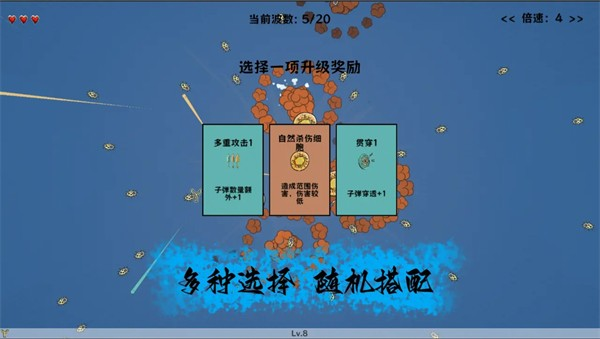 当前波数: 5/20
<< 倍速: 4 >>
选择一项升级奖励
多重攻击1
子弹数量额
外+1
自然杀伤细
胞
造成范围伤
害，伤害较
低
贯穿1
子弹穿透+1
多种选择 随机搭配
Lv.8